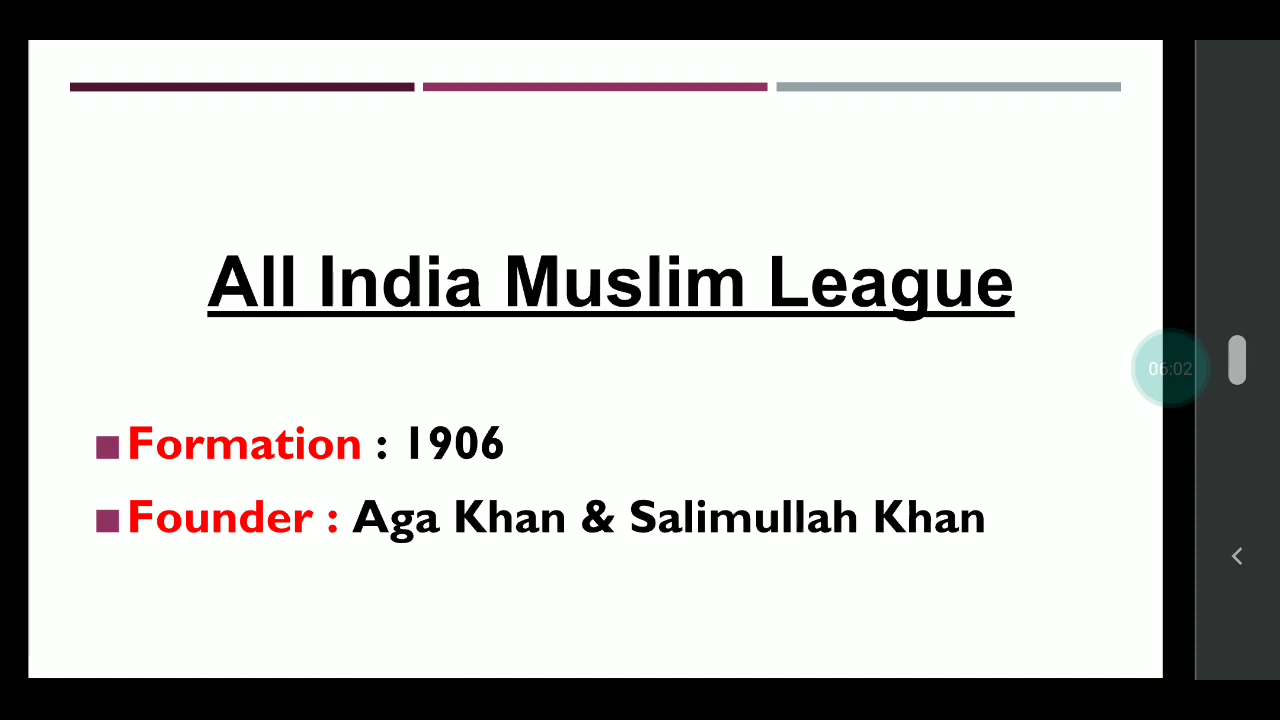 All India Muslim League
Formation : 1906
Founder : Aga Khan & Salimullah Khan
06:02